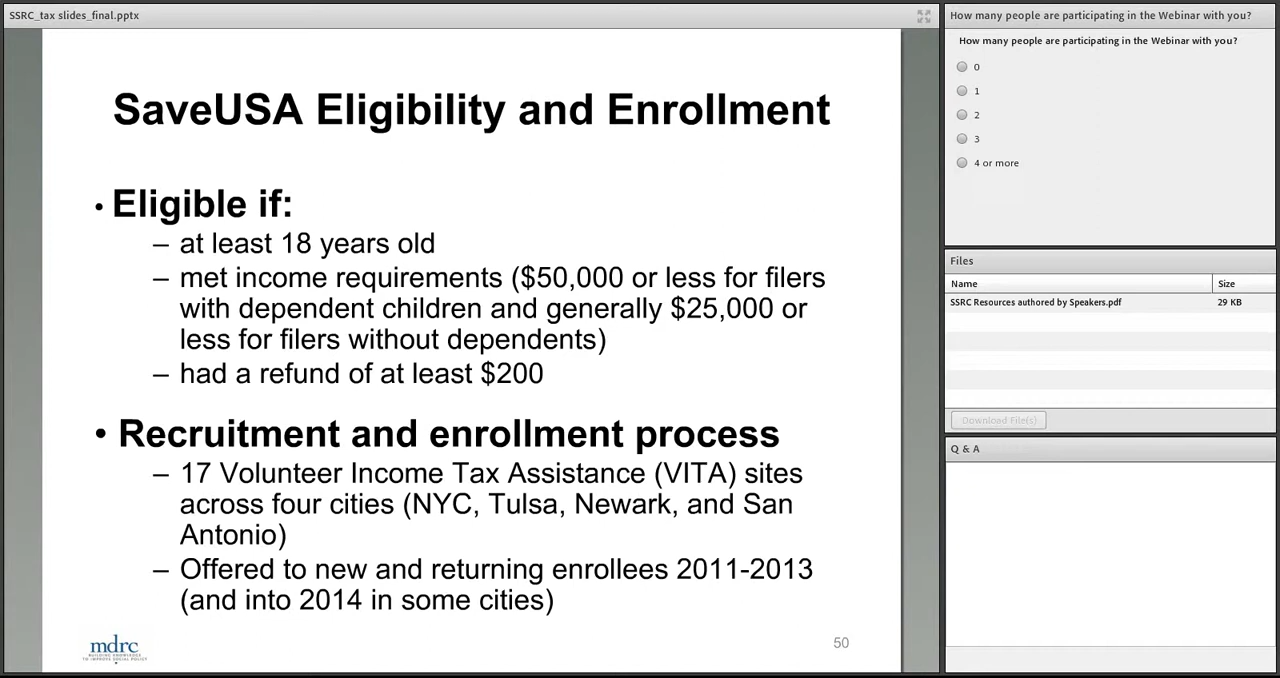 SSRC_tax slides_final.pptx
SaveUSA Eligibility and Enrollment
• Eligible if:
– at least 18 years old
– met income requirements ($50,000 or less for filers
with dependent children and generally $25,000 or
less for filers without dependents)
– had a refund of at least $200
• Recruitment and enrollment process
– 17 Volunteer Income Tax Assistance (VITA) sites
across four cities (NYC, Tulsa, Newark, and San
Antonio)
– Offered to new and returning enrollees 2011-2013
(and into 2014 in some cities)
mdrc
BUILDING KNOWLEDGE
TO IMPROVE SOCIAL POLICY
50
How many people are participating in the Webinar with you?
How many people are participating in the Webinar with you?
0
1
2
3
4 or more
Files
Name Size
SSRC Resources authored by Speakers.pdf 29 KB
Download File(s)
Q & A